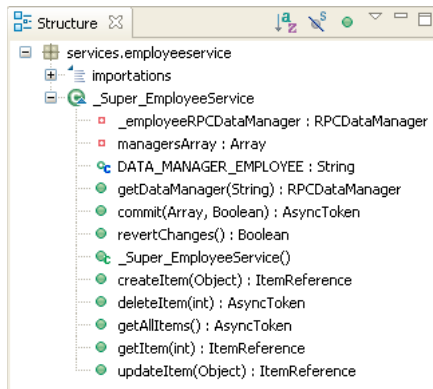 Structure
services.employeeservice
importations
_Super_EmployeeService
_employeeRPCDataManager : RPCDataManager
managersArray : Array
DATA_MANAGER_EMPLOYEE : String
getDataManager(String) : RPCDataManager
commit(Array, Boolean) : AsyncToken
revertChanges() : Boolean
_Super_EmployeeService()
createItem(Object) : ItemReference
deleteItem(int) : AsyncToken
getAllItems() : AsyncToken
getItem(int) : ItemReference
updateItem(Object) : ItemReference